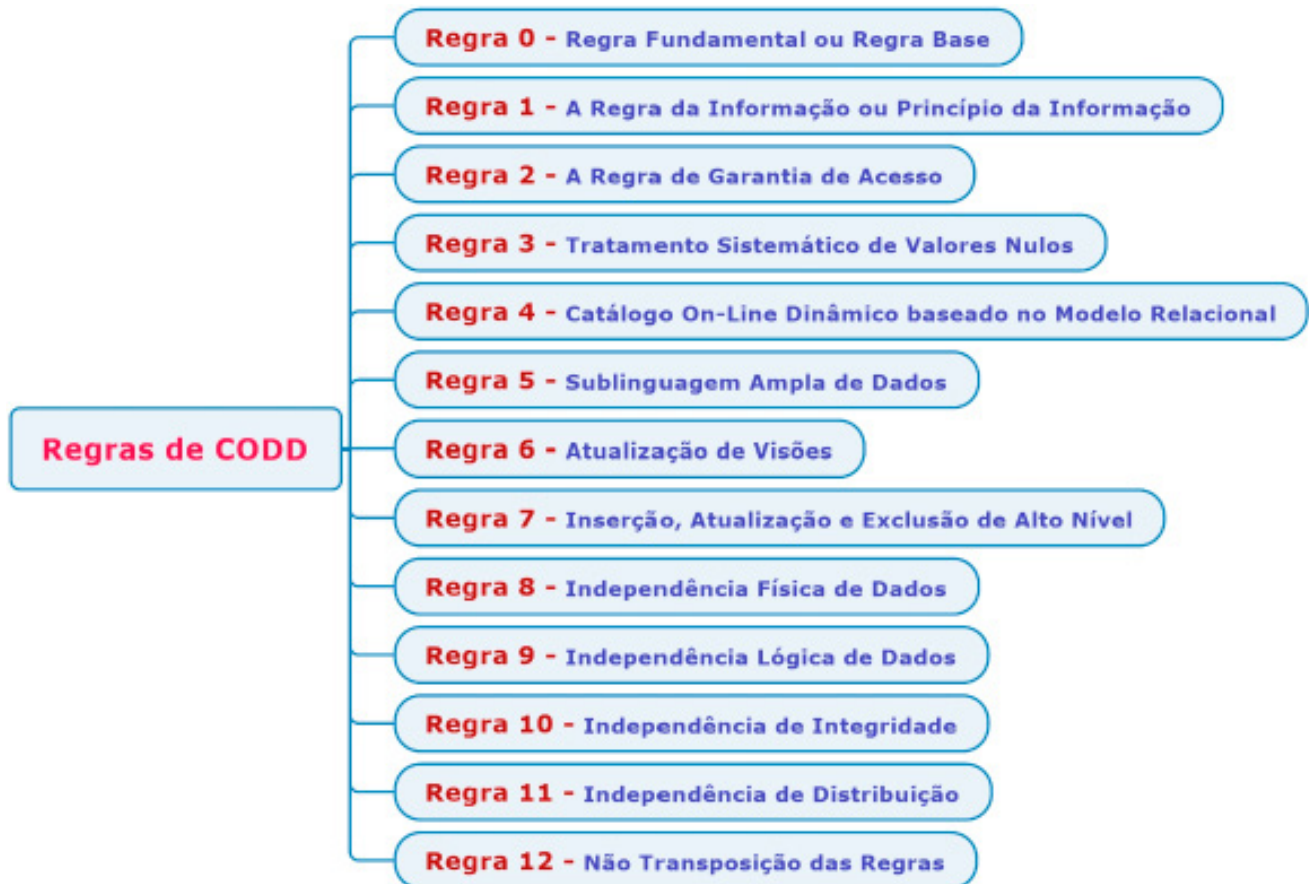 Regra 0 - Regra Fundamental ou Regra Base
Regra 1 - A Regra da Informação ou Princípio da Informação
Regra 2 - A Regra de Garantia de Acesso
Regra 3 - Tratamento Sistemático de Valores Nulos
Regra 4 - Catálogo On-Line Dinâmico baseado no Modelo Relacional
Regra 5 - Sublinguagem Ampla de Dados
Regras de CODD
Regra 6 - Atualização de Visões
Regra 7 - Inserção, Atualização e Exclusão de Alto Nível
Regra 8 - Independência Física de Dados
Regra 9 - Independência Lógica de Dados
Regra 10 - Independência de Integridade
Regra 11 - Independência de Distribuição
Regra 12 - Não Transposição das Regras